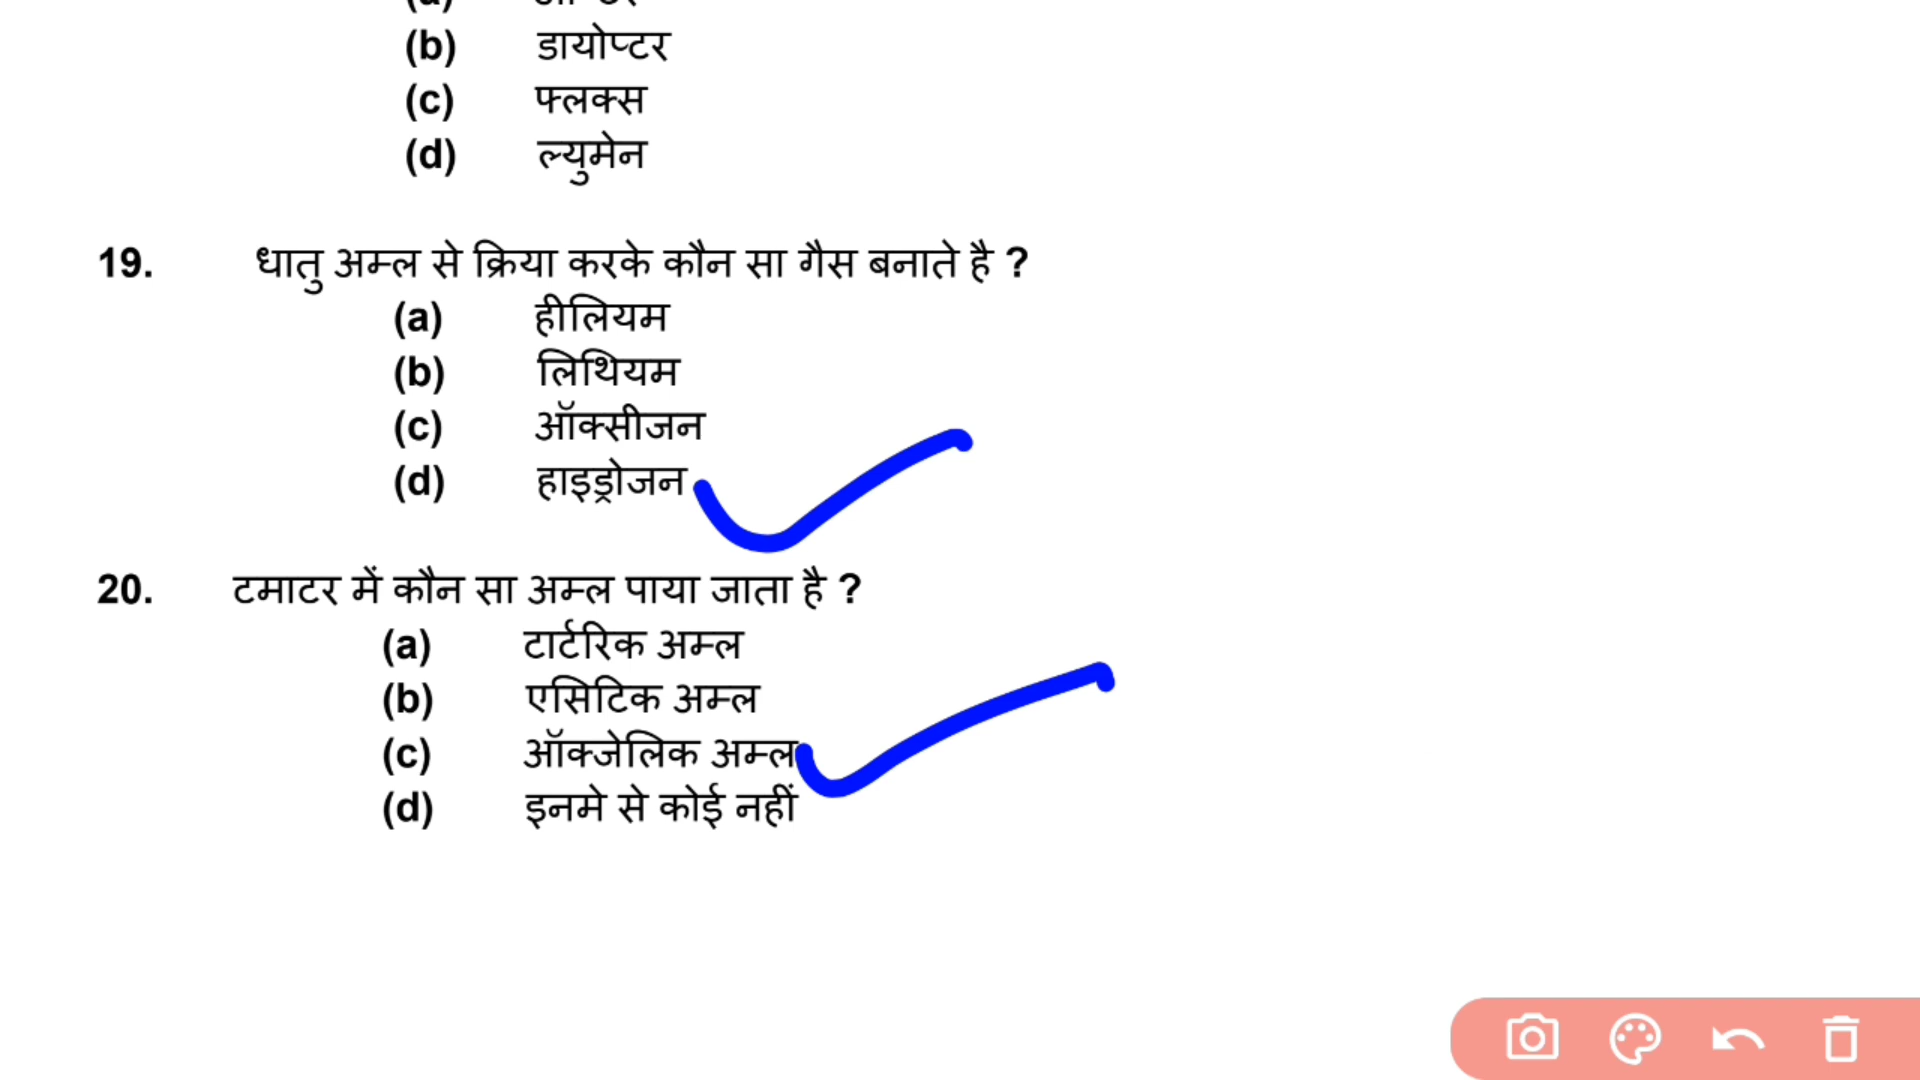 (b) डायोप्टर
(c) फ्लक्स
(d) ल्युमेन
19. धातु अम्ल से क्रिया करके कौन सा गैस बनाते है ?
(a) हीलियम
(b) लिथियम
(c) ऑक्सीजन
(d) हाइड्रोजन
20. टमाटर में कौन सा अम्ल पाया जाता है ?
(a) टार्टरिक अम्ल
(b) एसिटिक अम्ल
(c) ऑक्जेलिक अम्ल
(d) इनमे से कोई नहीं